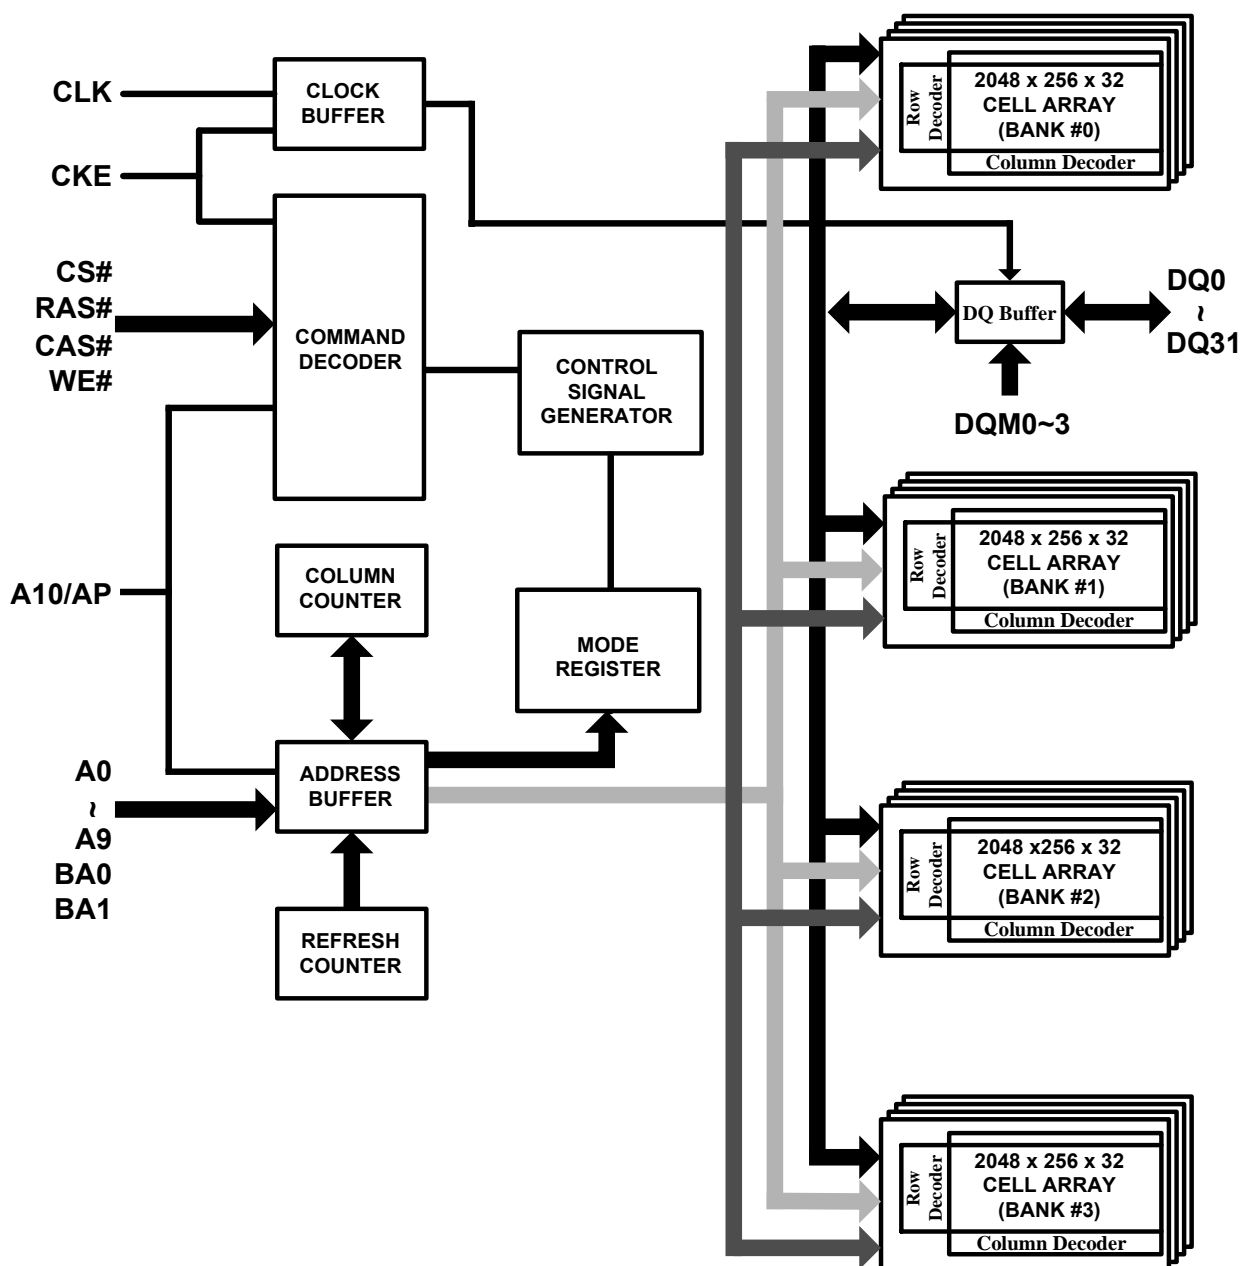 CLK
CKE
CS#
RAS#
CAS#
WE#
A10/AP
A0
~
A9
BA0
BA1
CLOCK
BUFFER
COMMAND
DECODER
COLUMN
COUNTER
ADDRESS
BUFFER
REFRESH
COUNTER
CONTROL
SIGNAL
GENERATOR
MODE
REGISTER
Row
Decoder
2048 x 256 x 32
CELL ARRAY
(BANK #0)
Column Decoder
DQ Buffer
DQ0
~
DQ31
DQM0~3
Row
Decoder
2048 x 256 x 32
CELL ARRAY
(BANK #1)
Column Decoder
Row
Decoder
2048 x256 x 32
CELL ARRAY
(BANK #2)
Column Decoder
Row
Decoder
2048 x 256 x 32
CELL ARRAY
(BANK #3)
Column Decoder